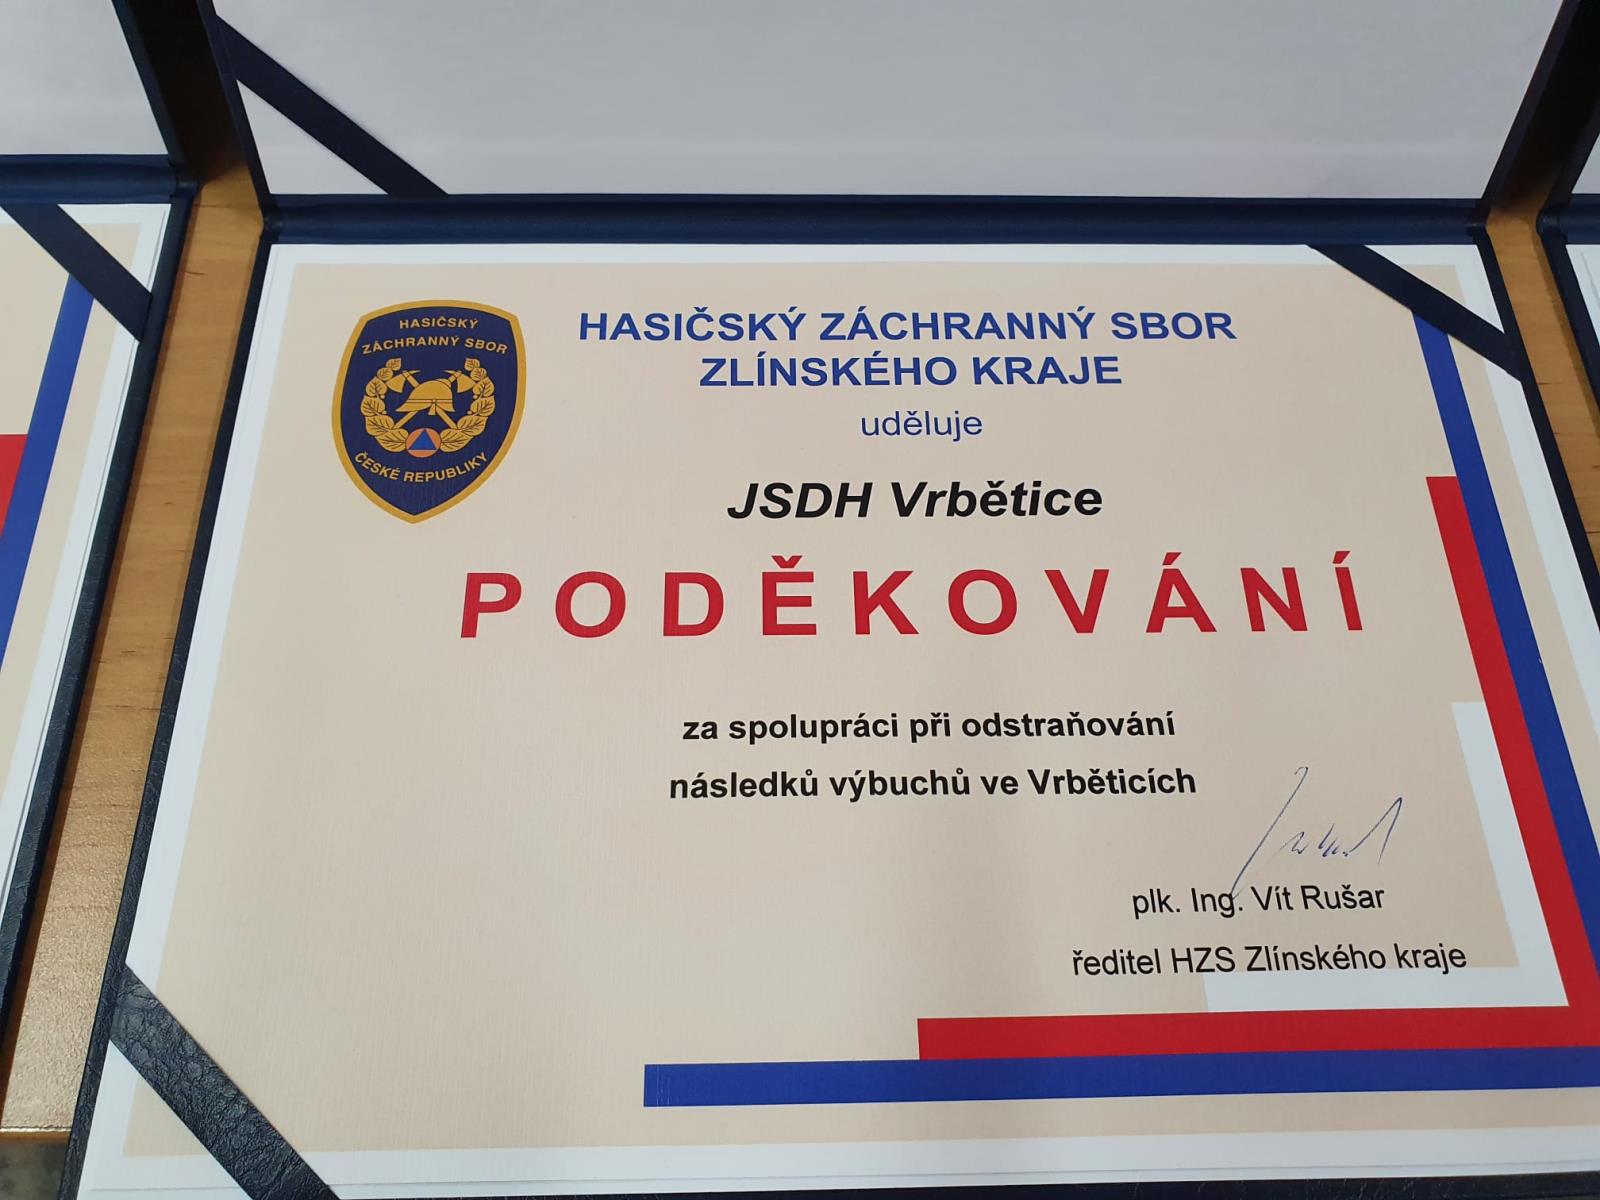 HASIČSKÝ
ZÁCHRANNÝ SBOR
ČESKÉ REPUBLIKY
HASIČSKÝ ZÁCHRANNÝ SBOR
ZLÍNSKÉHO KRAJE
uděluje
JSDH Vrbětice
PODĚKOVÁNÍ
za spolupráci při odstraňování
následků výbuchů ve Vrběticích
plk. Ing. Vít Rušar
ředitel HZS Zlínského kraje